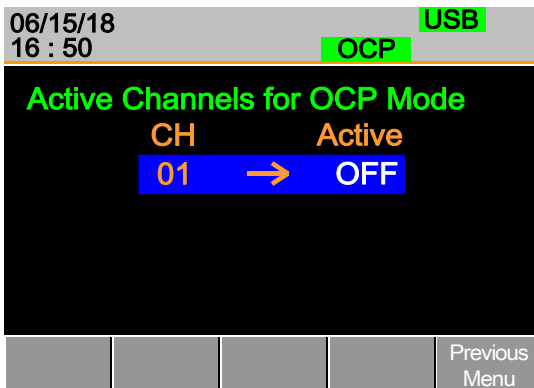 06/15/18 USB
16 : 50 OCP
Active Channels for OCP Mode
CH Active
01 → OFF
Previous
Menu